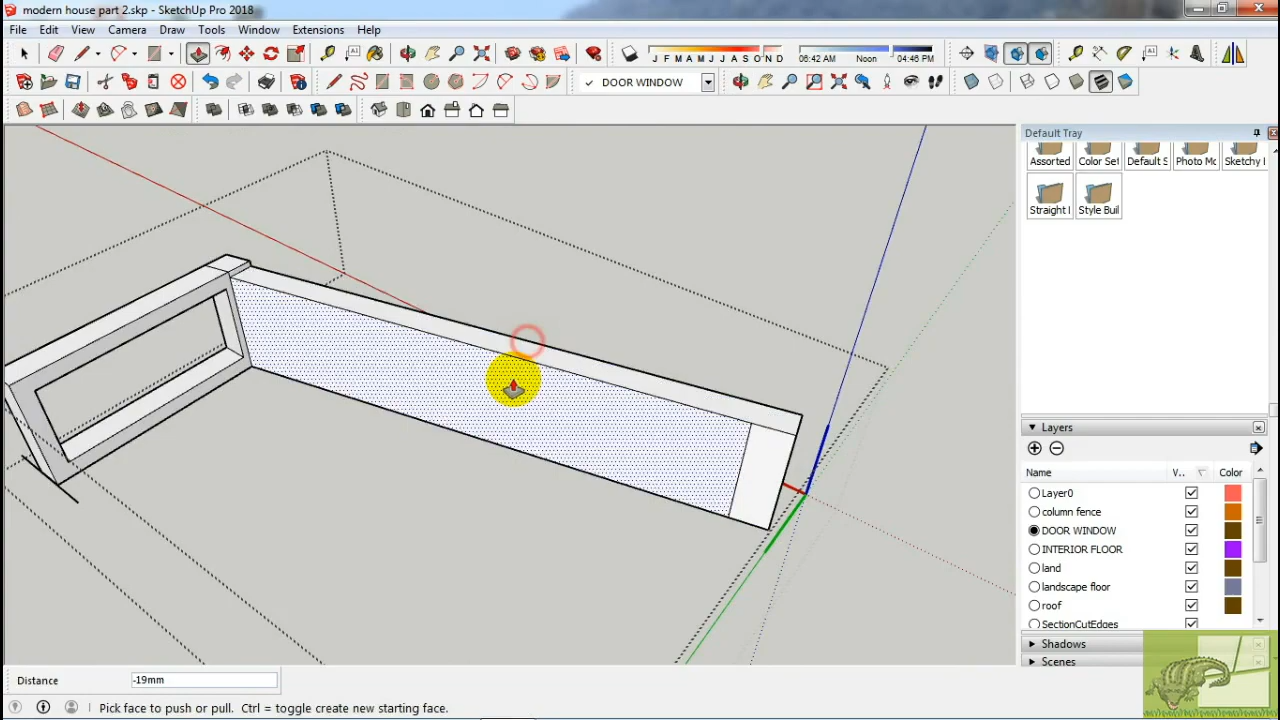 modern house part 2.skp - SketchUp Pro 2018
File Edit View Camera Draw Tools Window Extensions Help
J F M A M J J A S O N D 06:42 AM Noon 04:46 PM
DOOR WINDOW
Default Tray
Assorted Color Set Default S Photo Mo Sketchy
Straight Style Buil
Layers
Name V.. Color
Layer0
column fence
DOOR WINDOW
INTERIOR FLOOR
land
landscape floor
roof
SectionCutEdges
Shadows
Scenes
Distance -19mm
Pick face to push or pull. Ctrl = toggle create new starting face.